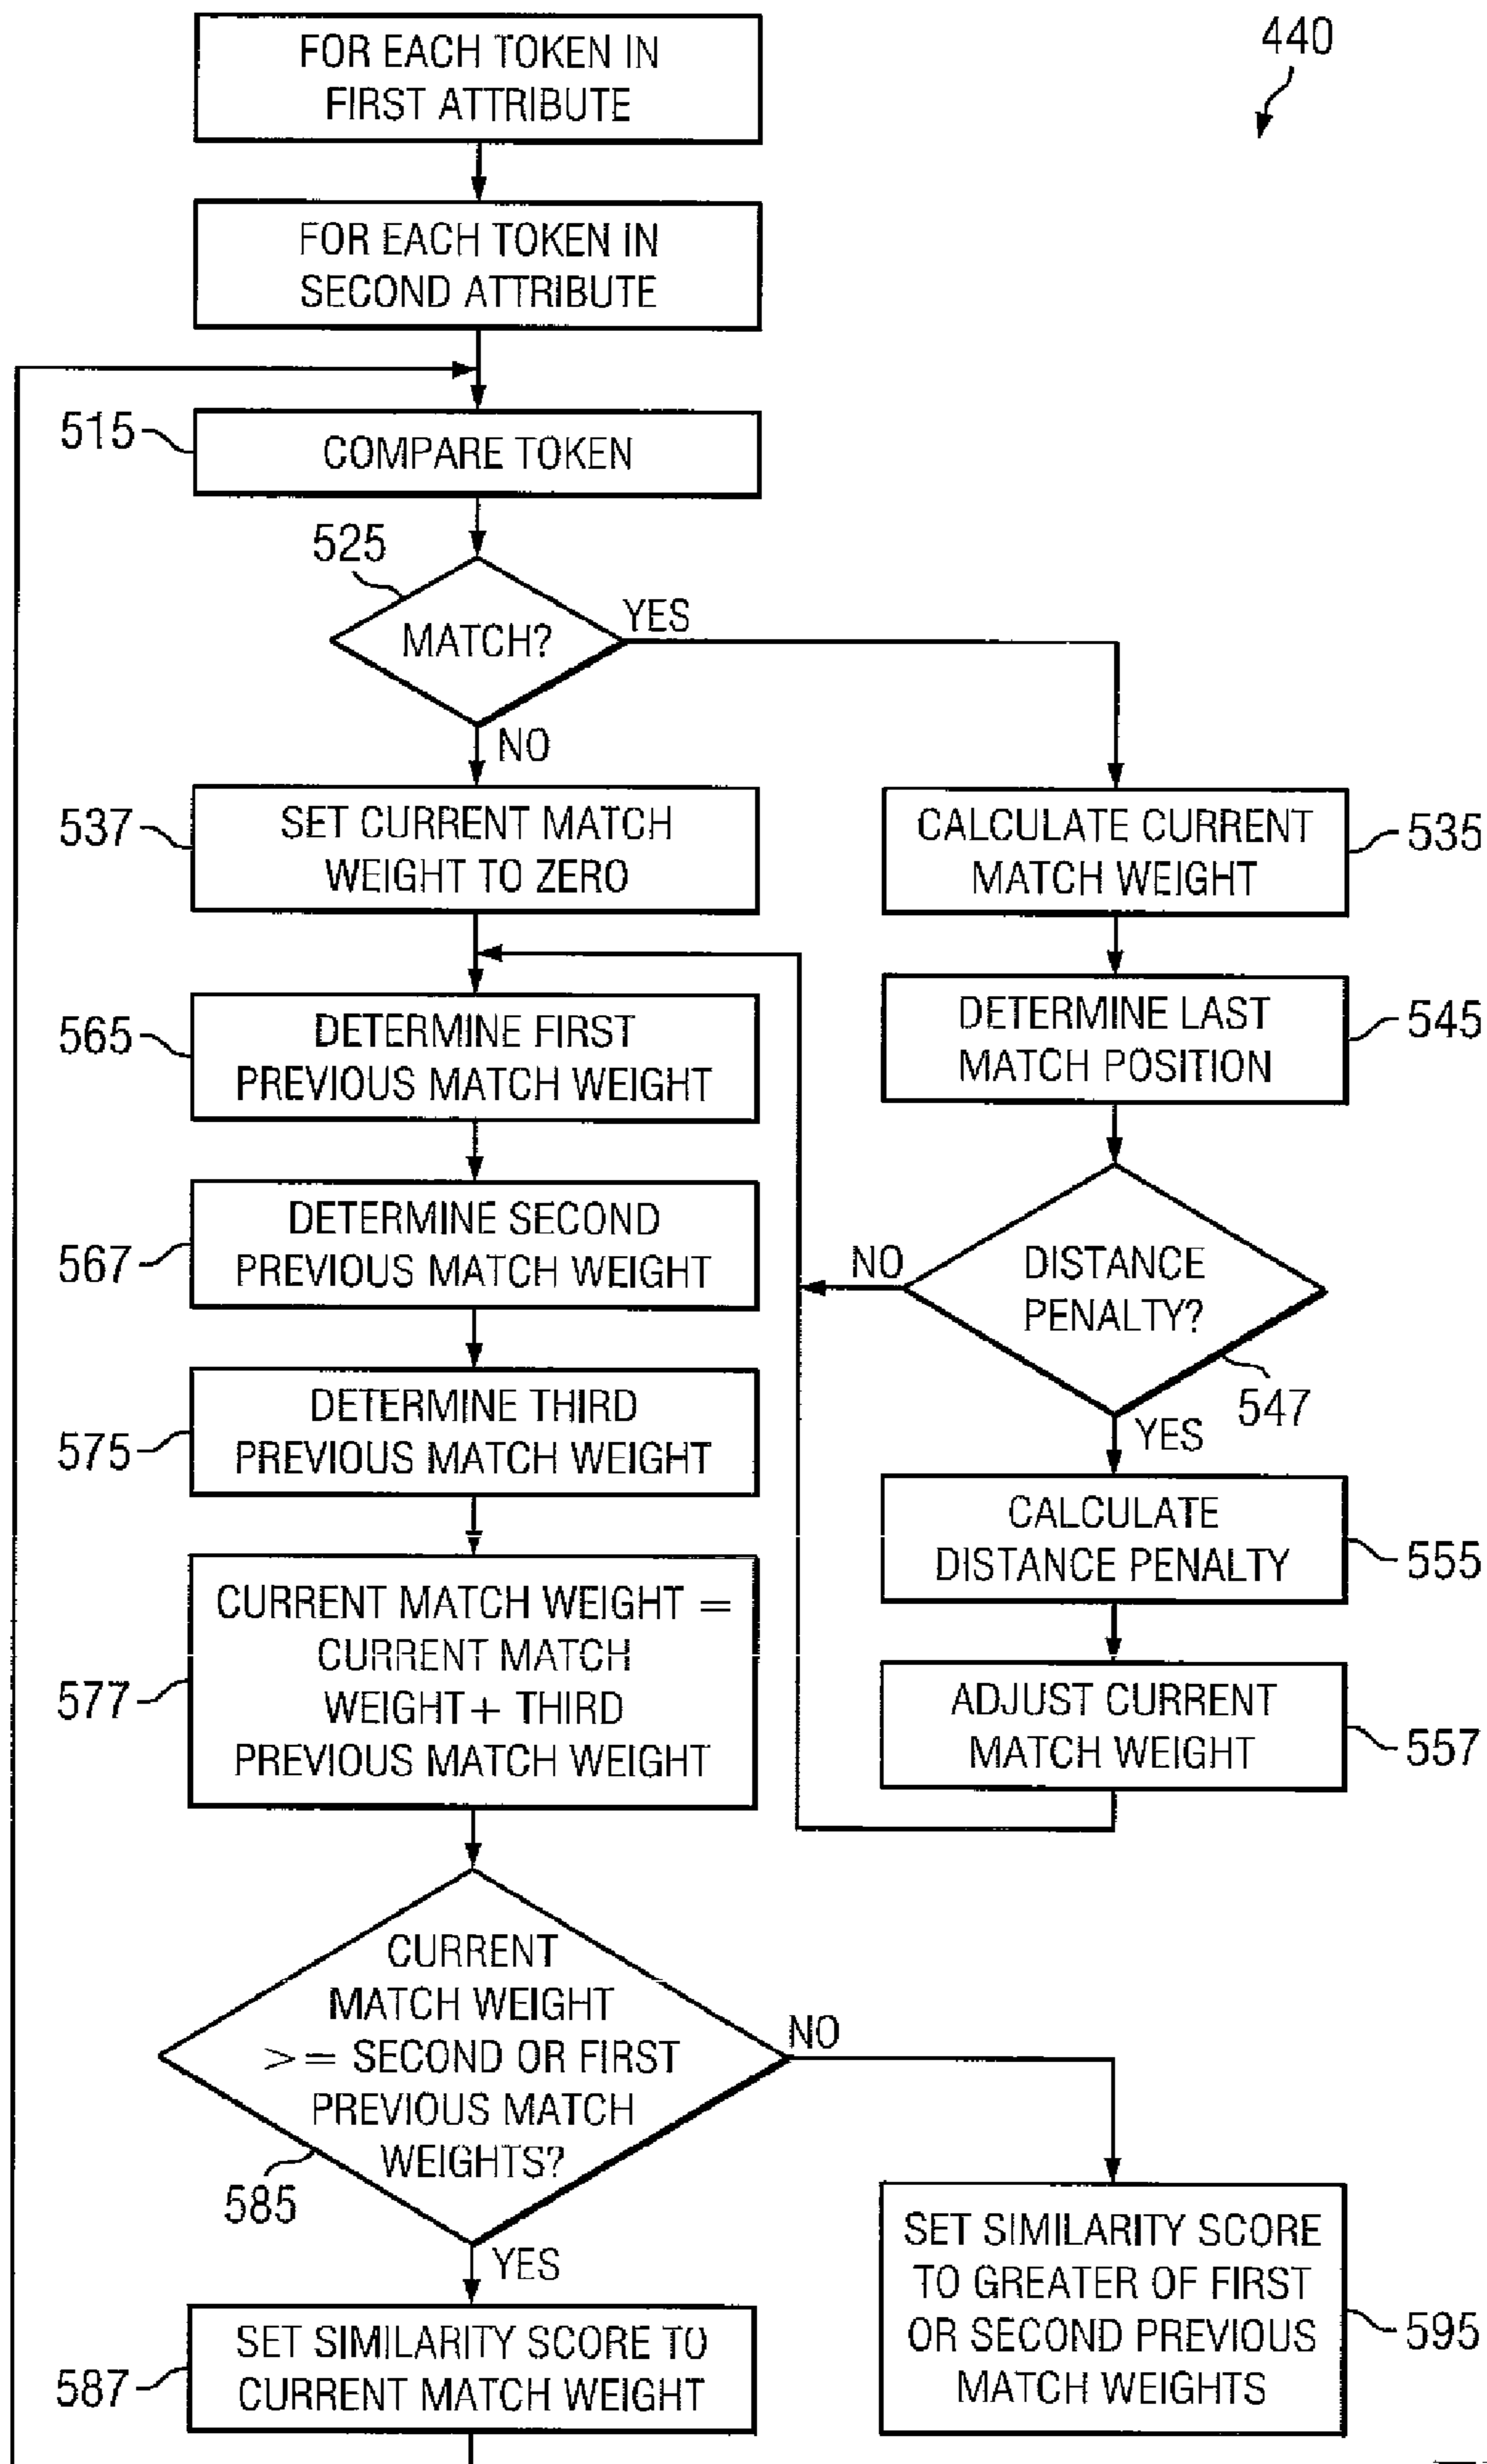 FOR EACH TOKEN IN
FIRST ATTRIBUTE
440
FOR EACH TOKEN IN
SECOND ATTRIBUTE
515
COMPARE TOKEN
525
MATCH?
YES
NO
537
SET CURRENT MATCH
WEIGHT TO ZERO
CALCULATE CURRENT
MATCH WEIGHT
535
565
DETERMINE FIRST
PREVIOUS MATCH WEIGHT
DETERMINE LAST
MATCH POSITION
545
567
DETERMINE SECOND
PREVIOUS MATCH WEIGHT
NO
DISTANCE
PENALTY?
547
YES
575
DETERMINE THIRD
PREVIOUS MATCH WEIGHT
CALCULATE
DISTANCE PENALTY
555
577
CURRENT MATCH WEIGHT =
CURRENT MATCH
WEIGHT+ THIRD
PREVIOUS MATCH WEIGHT
ADJUST CURRENT
MATCH WEIGHT
557
CURRENT
MATCH WEIGHT
>= SECOND OR FIRST
PREVIOUS MATCH
WEIGHTS?
585
NO
YES
587
SET SIMILARITY SCORE TO
CURRENT MATCH WEIGHT
SET SIMILARITY SCORE
TO GREATER OF FIRST
OR SECOND PREVIOUS
MATCH WEIGHTS
595